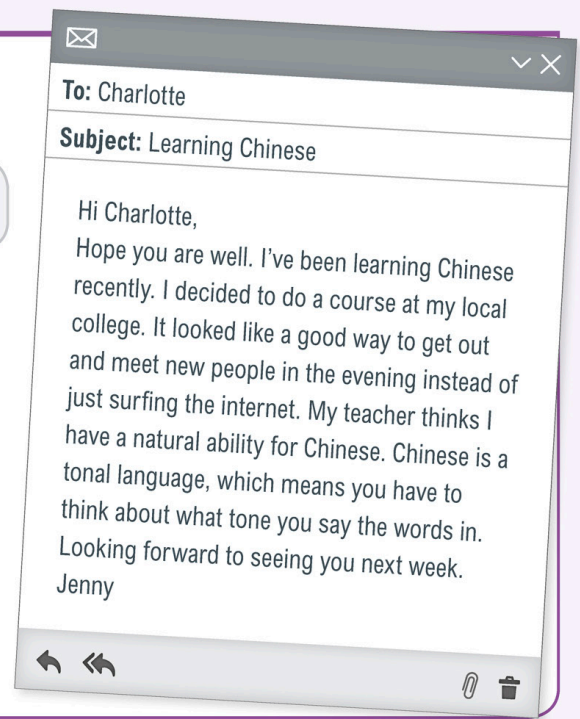 To: Charlotte
Subject: Learning Chinese
Hi Charlotte,
Hope you are well. I've been learning Chinese
recently. I decided to do a course at my local
college. It looked like a good way to get out
and meet new people in the evening instead of
just surfing the internet. My teacher thinks I
have a natural ability for Chinese. Chinese is a
tonal language, which means you have to
think about what tone you say the words in.
Looking forward to seeing you next week.
Jenny